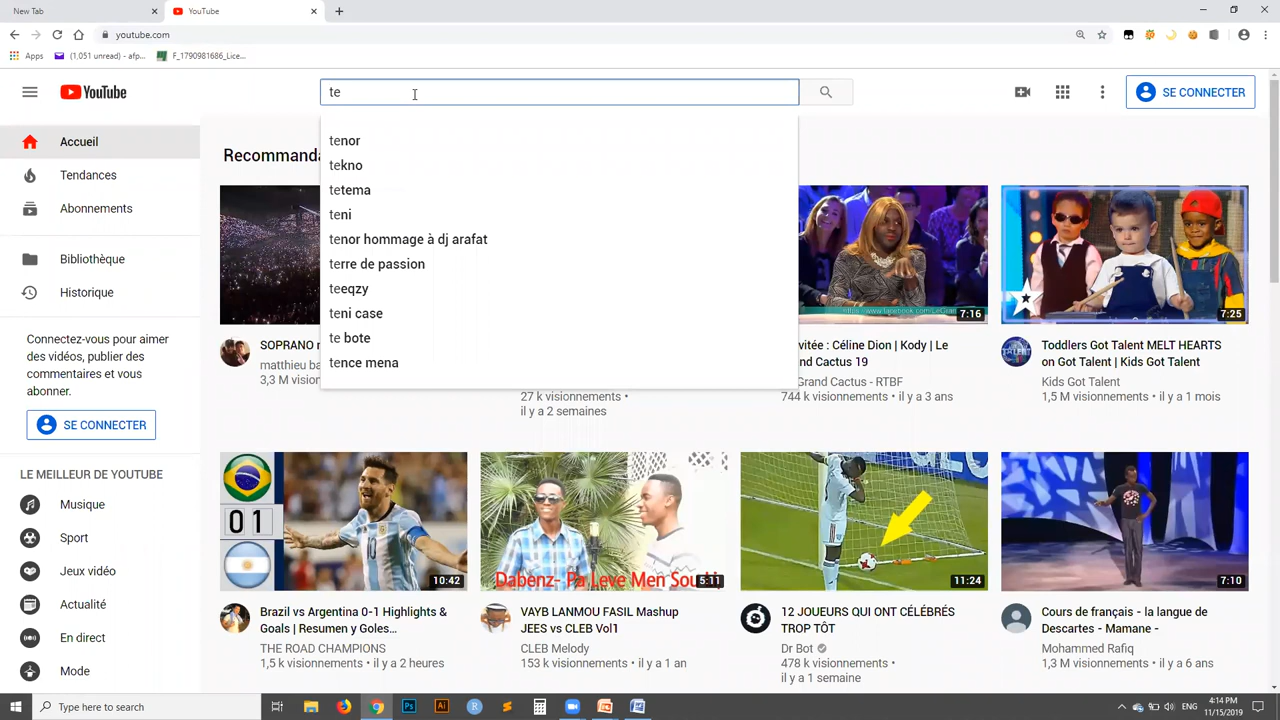 New Tab
YouTube
youtube.com
Apps
(1,051 unread) - afp...
F_1790981686_Lice...
YouTube
te
SE CONNECTER
Accueil
Tendances
Abonnements
Bibliothèque
Historique
Connectez-vous pour aimer
des vidéos, publier des
commentaires et vous
abonner.
SE CONNECTER
LE MEILLEUR DE YOUTUBE
Musique
Sport
Jeux vidéo
Actualité
En direct
Mode
Recommanda
tenor
tekno
tetema
teni
tenor hommage à dj arafat
terre de passion
teeqzy
teni case
te bote
tence mena
SOPRANO
matthieu
3,3 M vision
27 k visionnements •
il y a 2 semaines
7:16
vitée : Céline Dion | Kody | Le
d Cactus 19
Grand Cactus - RTBF
744 k visionnements • il y a 3 ans
7:25
Toddlers Got Talent MELT HEARTS
on Got Talent | Kids Got Talent
Kids Got Talent
1,5 M visionnements • il y a 1 mois
0 1
10:42
Brazil vs Argentina 0-1 Highlights &
Goals | Resumen y Goles...
THE ROAD CHAMPIONS
1,5 k visionnements • il y a 2 heures
Dabenz- Pa Leve Men Sou
5:11
VAYB LANMOU FASIL Mashup
JEES vs CLEB Vol1
CLEB Melody
153 k visionnements • il y a 1 an
11:24
12 JOUEURS QUI ONT CÉLÉBRÉS
TROP TÔT
Dr Bot
478 k visionnements •
il y a 1 semaine
7:10
Cours de français - la langue de
Descartes - Mamane -
Mohammed Rafiq
1,3 M visionnements • il y a 6 ans
Type here to search
4:14 PM
11/15/2019